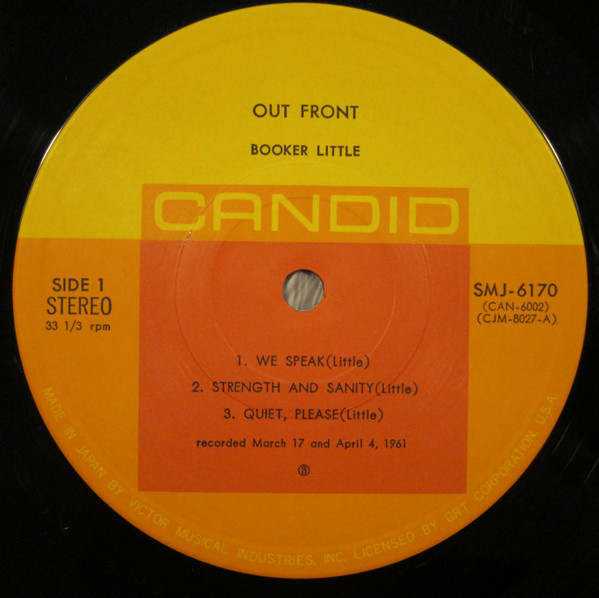 OUT FRONT
BOOKER LITTLE
CANDID
SIDE 1
STEREO
33 1/3 rpm
SMJ-6170
(CAN-6002)
(CJM-8027-A)
1. WE SPEAK(Little)
2. STRENGTH AND SANITY(Little)
3. QUIET, PLEASE(Little)
recorded March 17 and April 4, 1961
MADE IN JAPAN BY VICTOR MUSICAL INDUSTRIES, INC. LICENSED BY GRT CORPORATION, U.S.A.